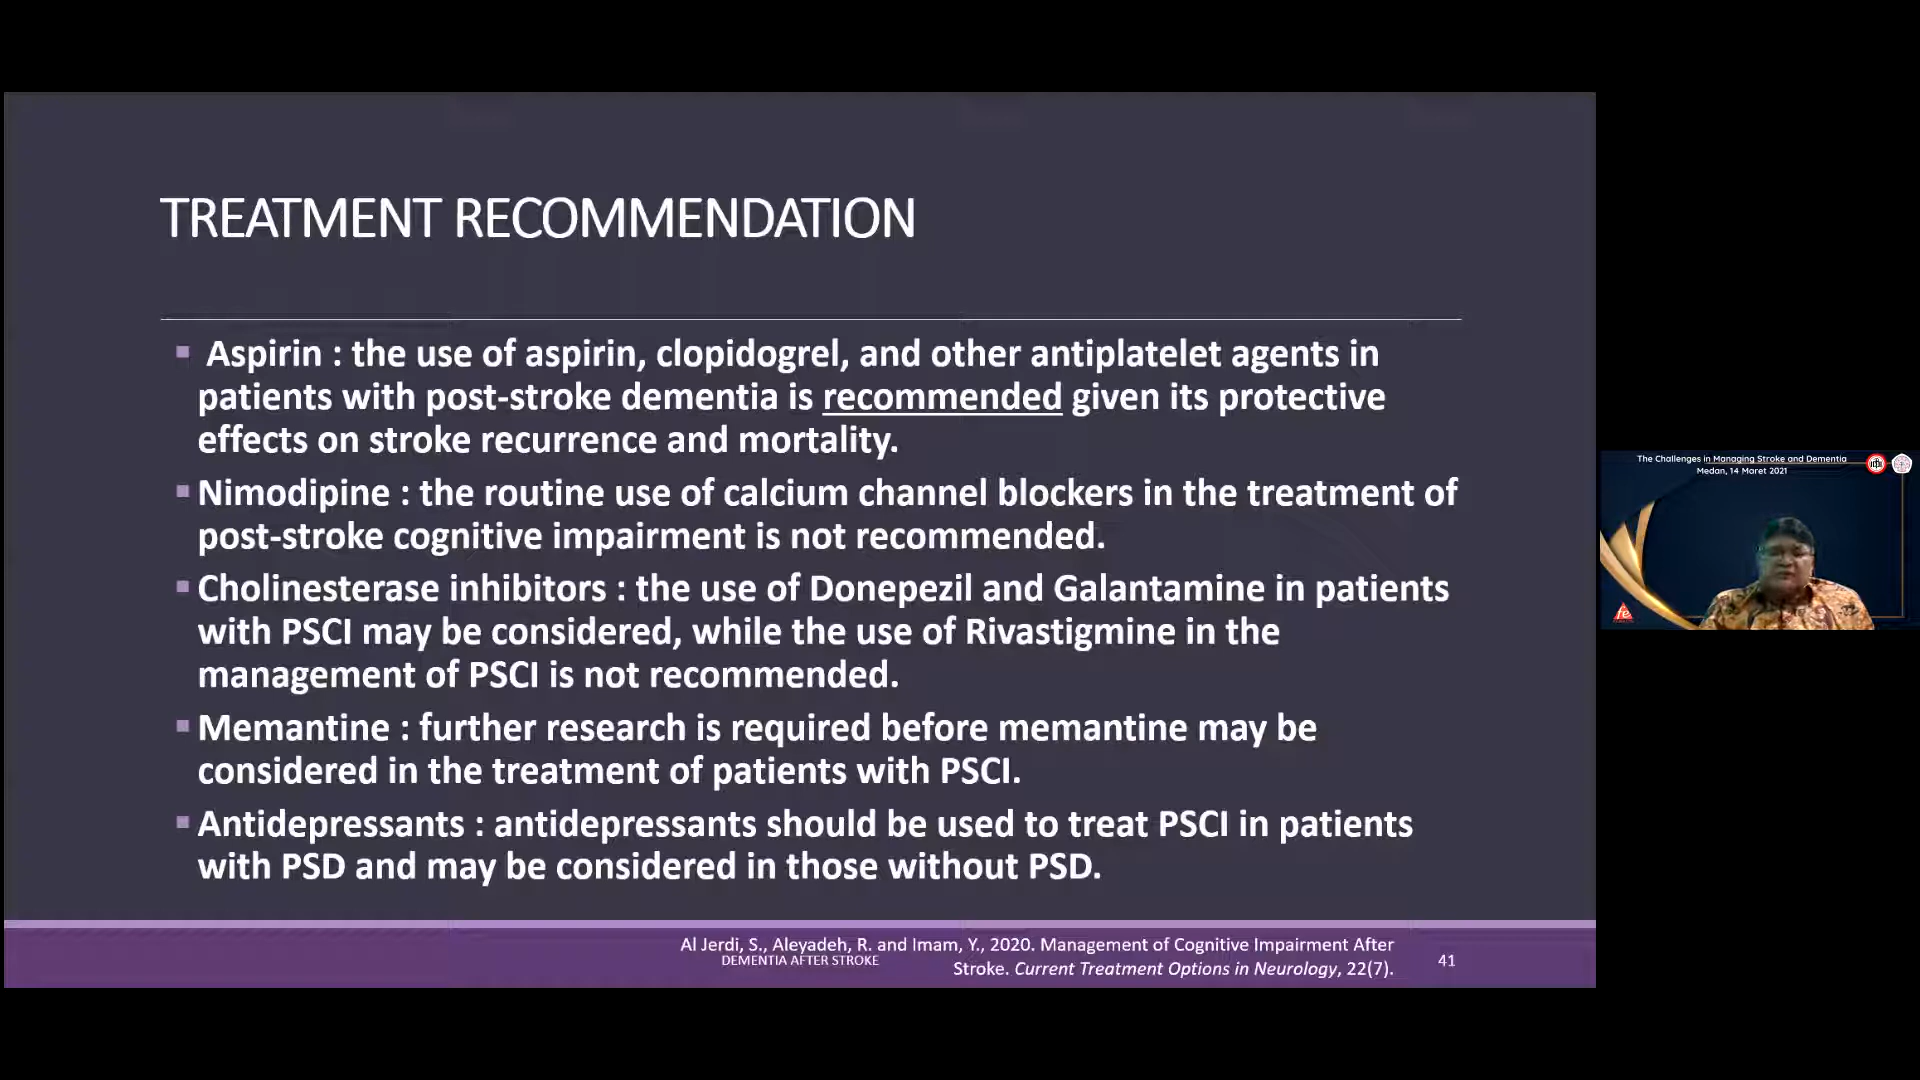 TREATMENT RECOMMENDATION
▪ Aspirin : the use of aspirin, clopidogrel, and other antiplatelet agents in
patients with post-stroke dementia is recommended given its protective
effects on stroke recurrence and mortality.
▪ Nimodipine : the routine use of calcium channel blockers in the treatment of
post-stroke cognitive impairment is not recommended.
▪ Cholinesterase inhibitors : the use of Donepezil and Galantamine in patients
with PSCI may be considered, while the use of Rivastigmine in the
management of PSCI is not recommended.
▪ Memantine : further research is required before memantine may be
considered in the treatment of patients with PSCI.
▪ Antidepressants : antidepressants should be used to treat PSCI in patients
with PSD and may be considered in those without PSD.
Al Jerdi, S., Aleyadeh, R. and Imam, Y., 2020. Management of Cognitive Impairment After
Stroke. Current Treatment Options in Neurology, 22(7).
DEMENTIA AFTER STROKE
41
The Challenges in Managing Stroke and Dementia
Medan, 14 Maret 2021